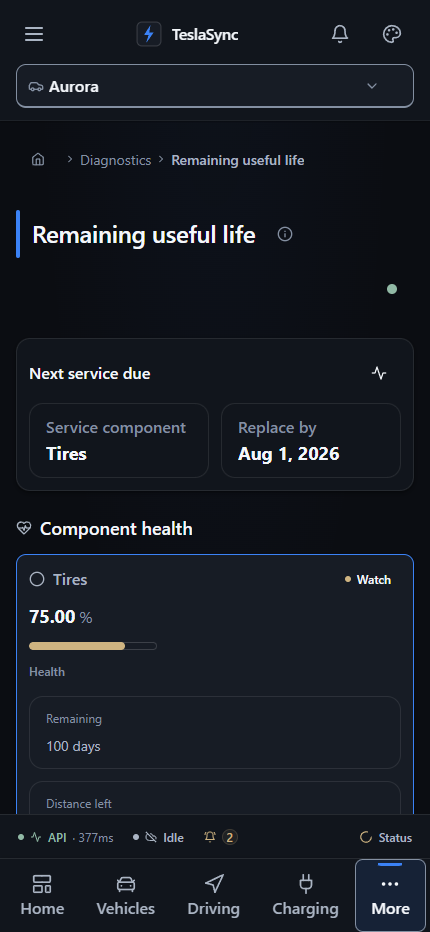 TeslaSync
Aurora
Diagnostics
Remaining useful life
Remaining useful life
Next service due
Service component
Tires
Replace by
Aug 1, 2026
Component health
Tires
Watch
75.00 %
Health
Remaining
100 days
Distance left
API · 377ms
Idle
2
Status
Home
Vehicles
Driving
Charging
More